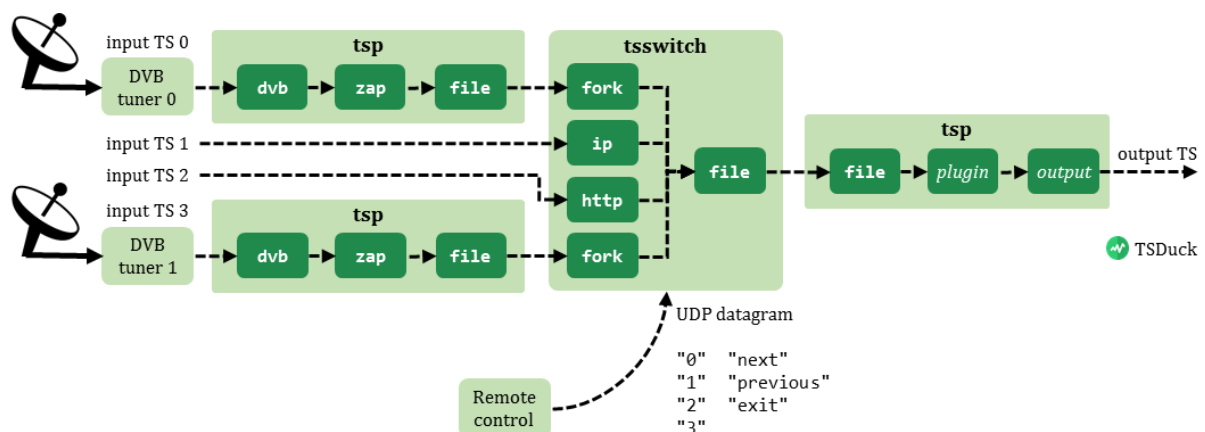 input TS 0
DVB
tuner 0
tsp
dvb
zap
file
tsswitch
fork
input TS 1
ip
input TS 2
http
input TS 3
DVB
tuner 1
tsp
dvb
zap
file
fork
file
tsp
file
plugin
output
output TS
TSDuck
UDP datagram
"0" "next"
"1" "previous"
"2" "exit"
"3"
Remote
control